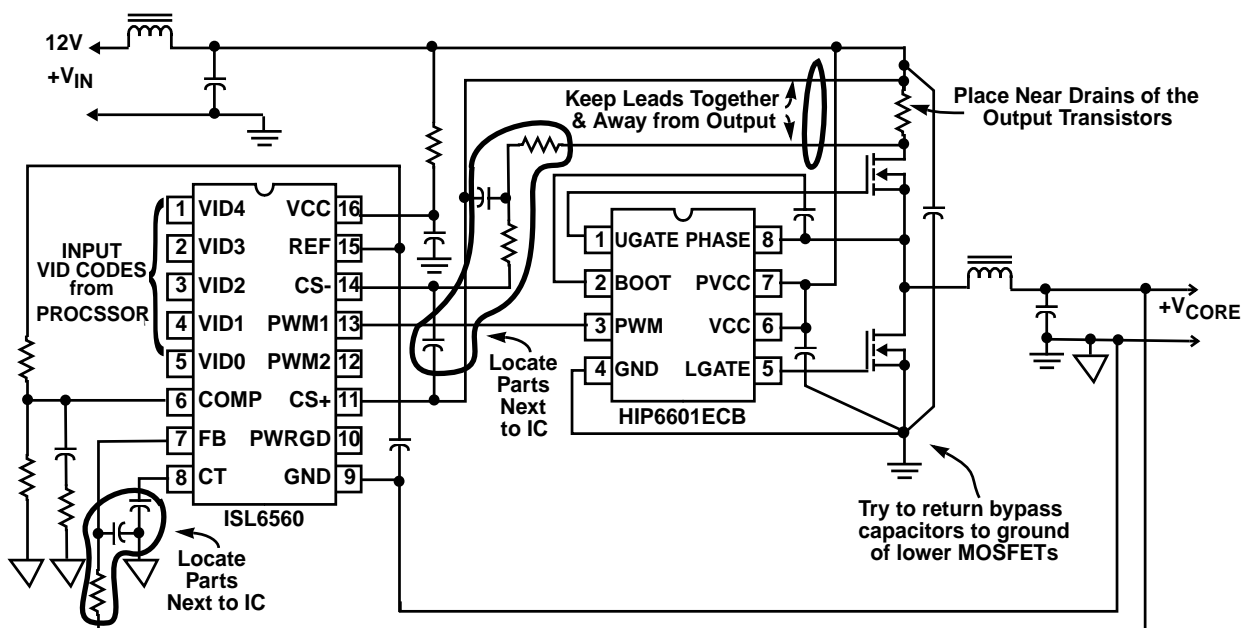 12V
+VIN
Keep Leads Together
& Away from Output
Place Near Drains of the
Output Transistors
INPUT
VID CODES
from
PROCSSOR
1 VID4 VCC 16
2 VID3 REF 15
3 VID2 CS- 14
4 VID1 PWM1 13
5 VID0 PWM2 12
6 COMP CS+ 11
7 FB PWRGD 10
8 CT GND 9
ISL6560
Locate
Parts
Next to IC
Locate
Parts
Next
to IC
1 UGATE PHASE 8
2 BOOT PVCC 7
3 PWM VCC 6
4 GND LGATE 5
HIP6601ECB
+VCORE
Try to return bypass
capacitors to ground
of lower MOSFETs